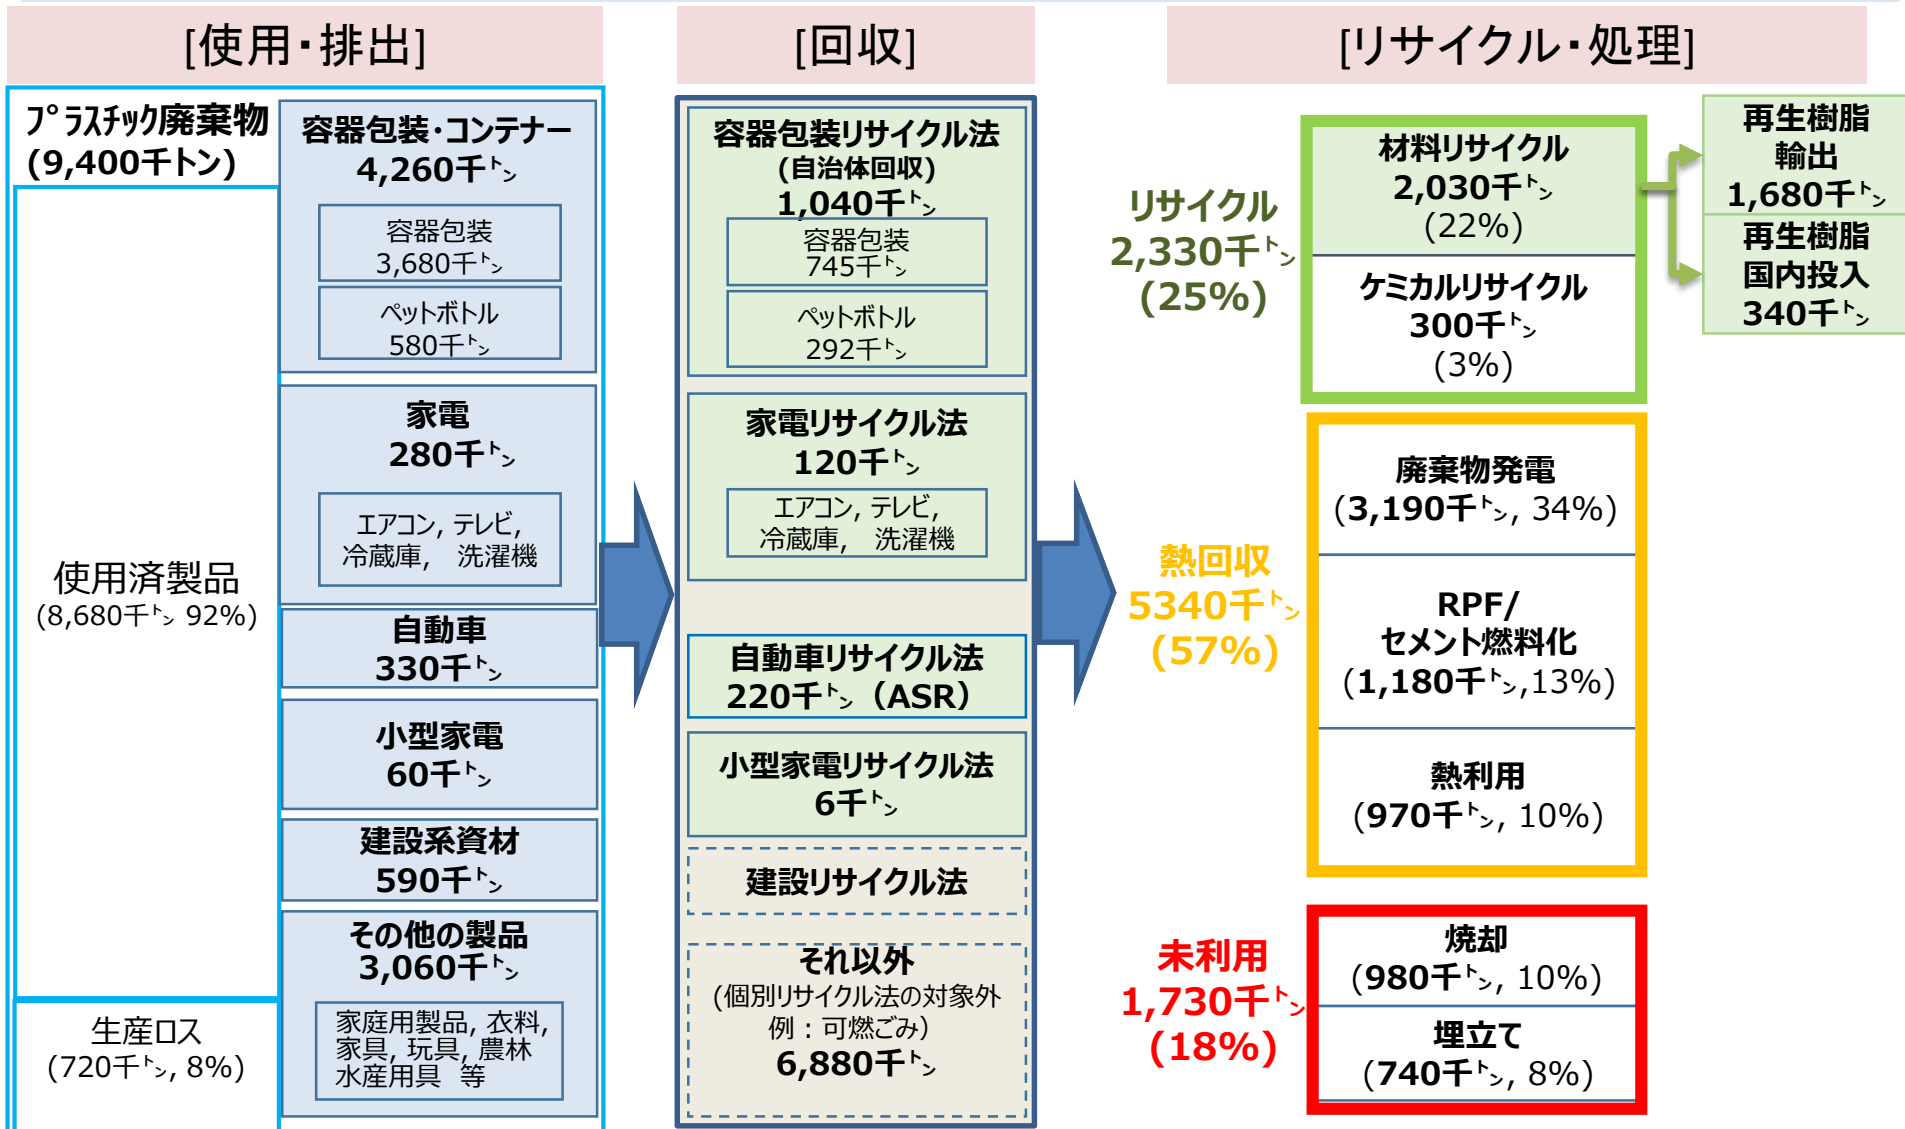 [使用・排出]
プラスチック廃棄物
(9,400千トン)
使用済製品
(8,680千トン 92%)
生産ロス
(720千トン, 8%)
容器包装・コンテナー
4,260千トン
容器包装
3,680千トン
ペットボトル
580千トン
家電
280千トン
エアコン, テレビ,
冷蔵庫, 洗濯機
自動車
330千トン
小型家電
60千トン
建設系資材
590千トン
その他の製品
3,060千トン
家庭用製品, 衣料,
家具, 玩具, 農林
水産用具 等
[回収]
容器包装リサイクル法
(自治体回収)
1,040千トン
容器包装
745千トン
ペットボトル
292千トン
家電リサイクル法
120千トン
エアコン, テレビ,
冷蔵庫, 洗濯機
自動車リサイクル法
220千トン（ASR）
小型家電リサイクル法
6千トン
建設リサイクル法
それ以外
(個別リサイクル法の対象外
例：可燃ごみ)
6,880千トン
[リサイクル・処理]
リサイクル
2,330千トン
(25%)
材料リサイクル
2,030千トン
(22%)
ケミカルリサイクル
300千トン
(3%)
再生樹脂
輸出
1,680千トン
再生樹脂
国内投入
340千トン
熱回収
5340千トン
(57%)
廃棄物発電
(3,190千トン, 34%)
RPF/
セメント燃料化
(1,180千トン,13%)
熱利用
(970千トン, 10%)
未利用
1,730千トン
(18%)
焼却
(980千トン, 10%)
埋立て
(740千トン, 8%)